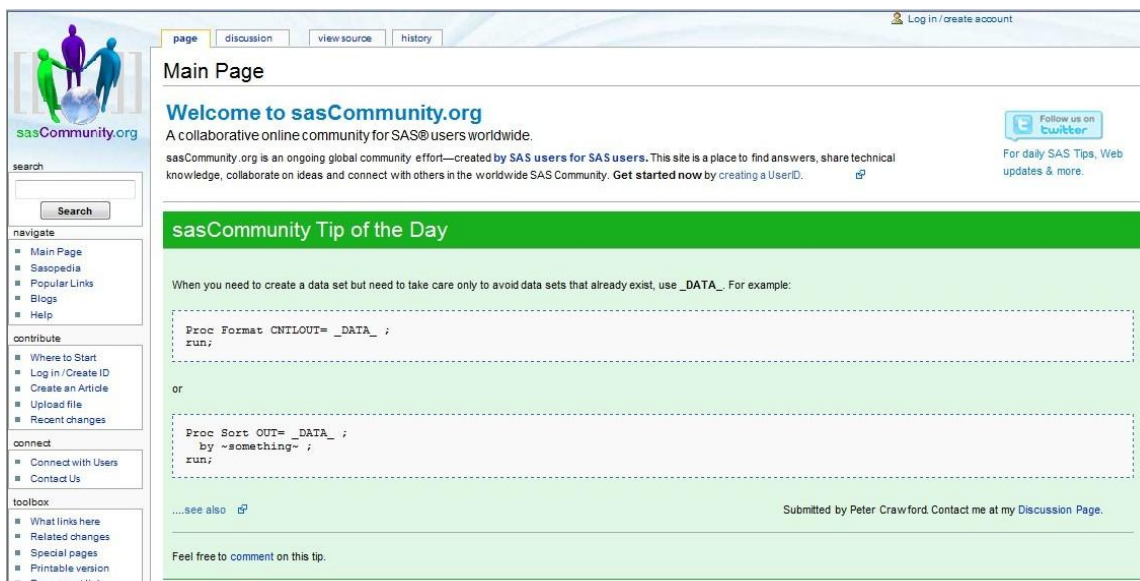 Log in / create account
page
discussion
view source
history
Main Page
Welcome to sasCommunity.org
A collaborative online community for SAS® users worldwide.
sasCommunity.org is an ongoing global community effort—created by SAS users for SAS users. This site is a place to find answers, share technical
knowledge, collaborate on ideas and connect with others in the worldwide SAS Community. Get started now by creating a UserID.
Follow us on
twitter
For daily SAS Tips, Web
updates & more.
sasCommunity.org
search
Search
navigate
Main Page
Sasopedia
Popular Links
Blogs
Help
contribute
Where to Start
Log in / Create ID
Create an Article
Upload file
Recent changes
connect
Connect with Users
Contact Us
toolbox
What links here
Related changes
Special pages
Printable version
sasCommunity Tip of the Day
When you need to create a data set but need to take care only to avoid data sets that already exist, use _DATA_. For example:
Proc Format CNTLOUT= _DATA_ ;
run;
or
Proc Sort OUT= _DATA_ ;
by ~something~ ;
run;
....see also
Submitted by Peter Crawford. Contact me at my Discussion Page.
Feel free to comment on this tip.